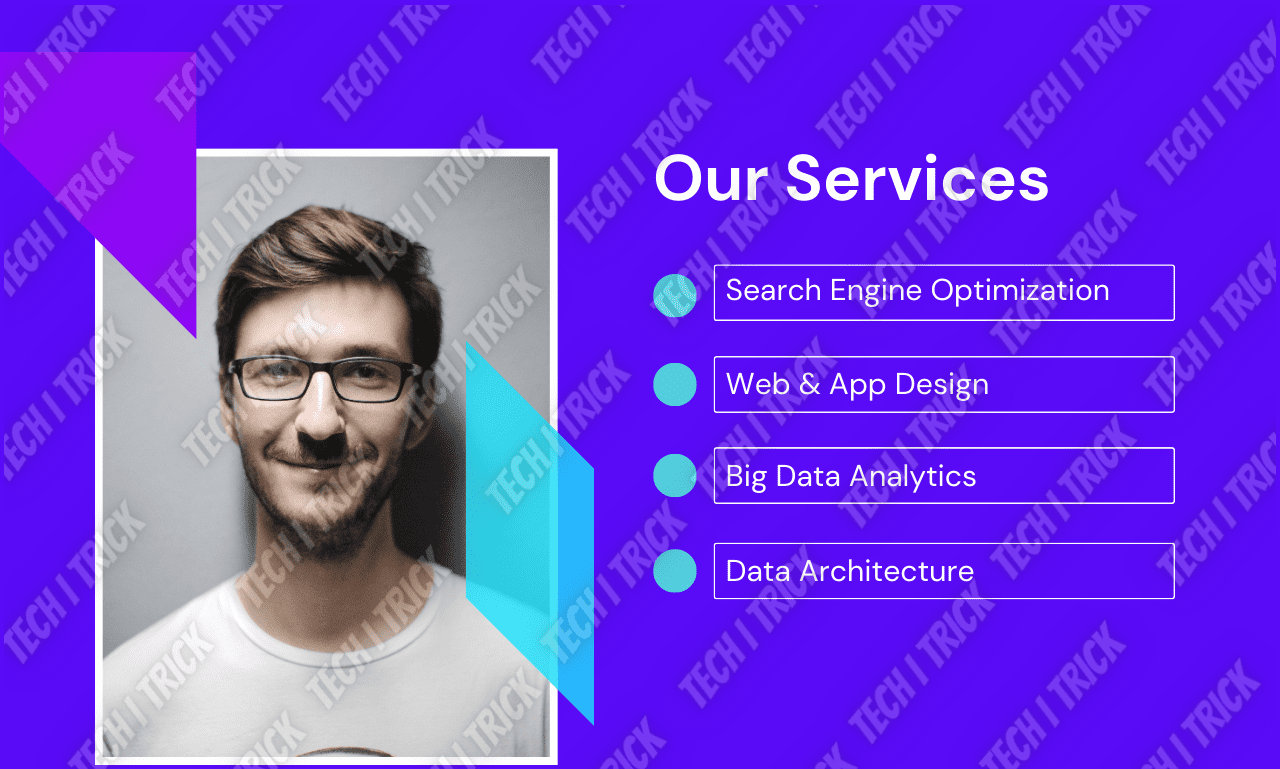 Our Services
Search Engine Optimization
Web & App Design
Big Data Analytics
Data Architecture
TECH I TRICK